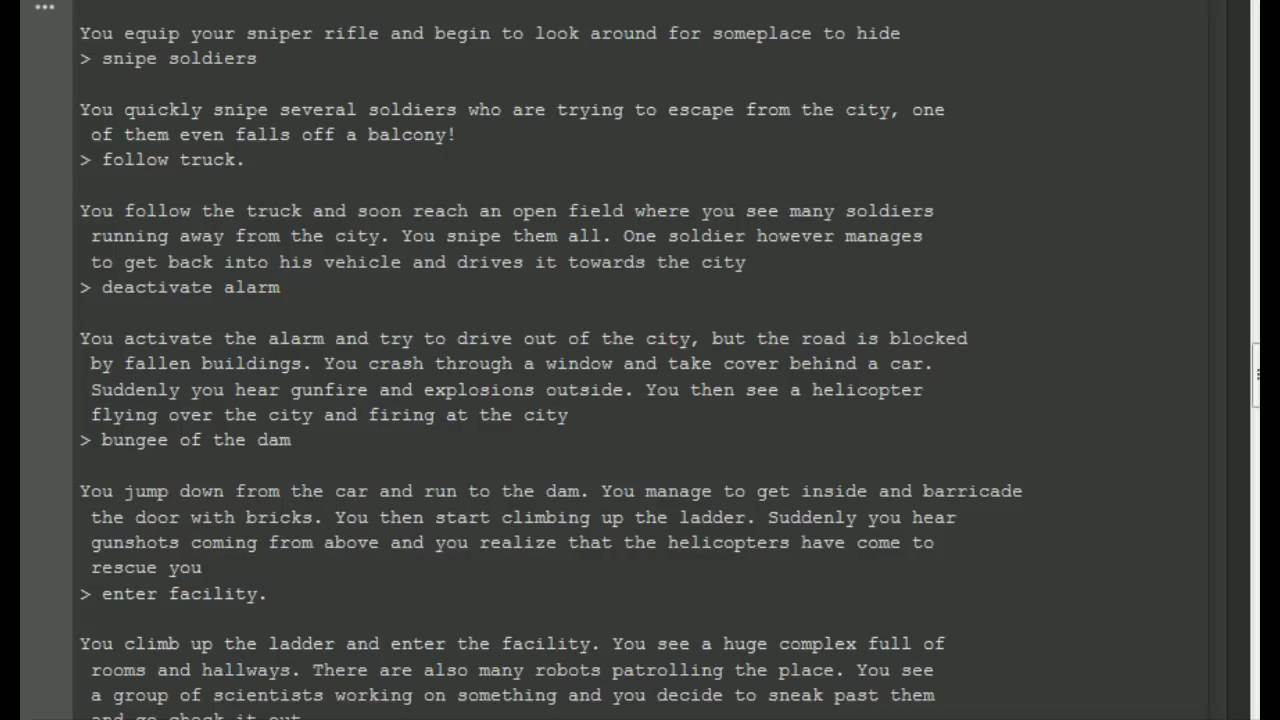 You equip your sniper rifle and begin to look around for someplace to hide
> snipe soldiers
You quickly snipe several soldiers who are trying to escape from the city, one
of them even falls off a balcony!
> follow truck.
You follow the truck and soon reach an open field where you see many soldiers
running away from the city. You snipe them all. One soldier however manages
to get back into his vehicle and drives it towards the city
> deactivate alarm
You activate the alarm and try to drive out of the city, but the road is blocked
by fallen buildings. You crash through a window and take cover behind a car.
Suddenly you hear gunfire and explosions outside. You then see a helicopter
flying over the city and firing at the city
> bungee of the dam
You jump down from the car and run to the dam. You manage to get inside and barricade
the door with bricks. You then start climbing up the ladder. Suddenly you hear
gunshots coming from above and you realize that the helicopters have come to
rescue you
> enter facility.
You climb up the ladder and enter the facility. You see a huge complex full of
rooms and hallways. There are also many robots patrolling the place. You see
a group of scientists working on something and you decide to sneak past them
and go check it out